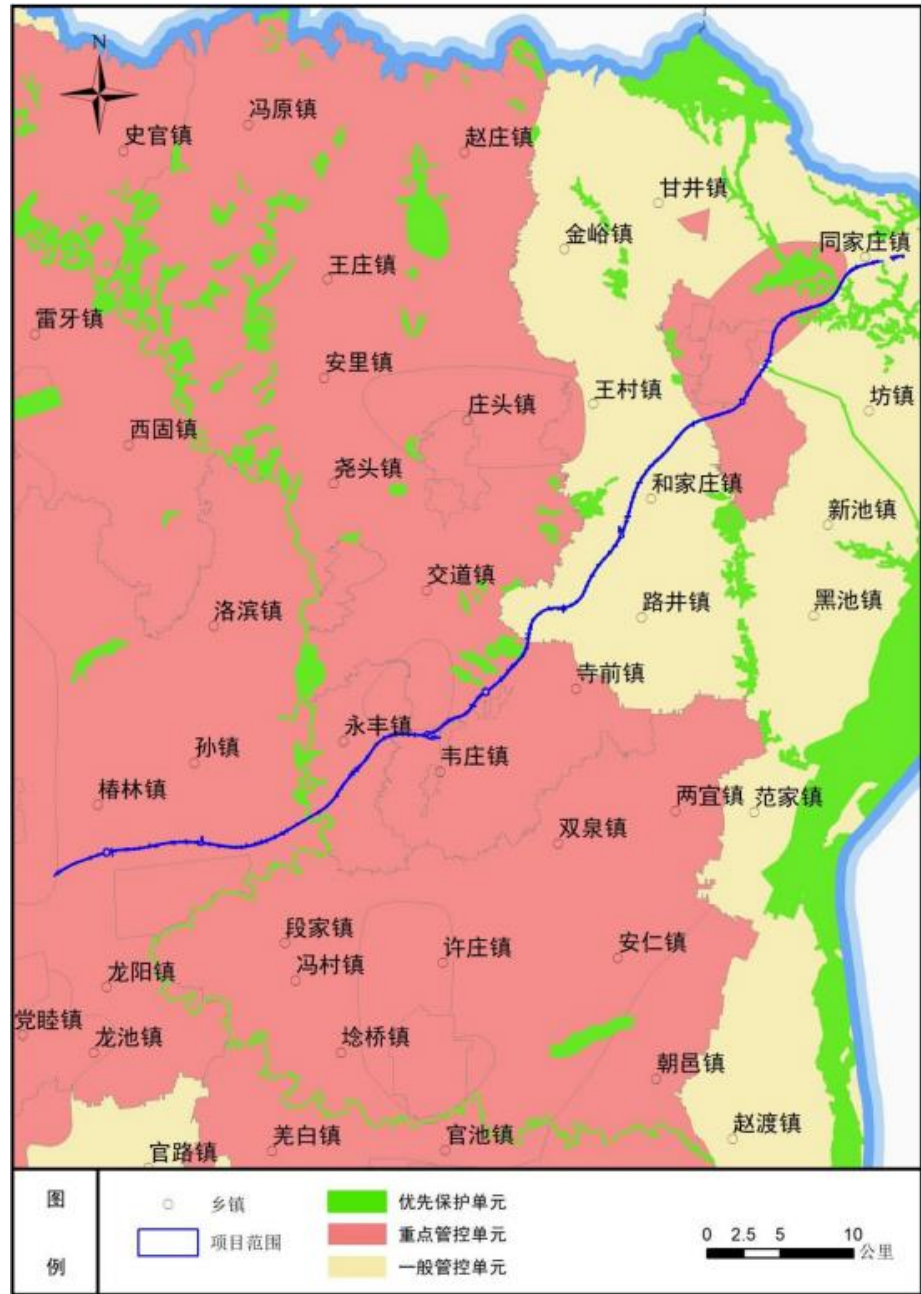 N
冯原镇
史官镇
赵庄镇
甘井镇
金峪镇
同家庄镇
王庄镇
雷牙镇
安里镇
庄头镇
王村镇
坊镇
西固镇
尧头镇
和家庄镇
新池镇
交道镇
洛滨镇
路井镇
黑池镇
寺前镇
永丰镇
孙镇
韦庄镇
椿林镇
两宜镇
范家镇
双泉镇
段家镇
许庄镇
安仁镇
冯村镇
龙阳镇
党睦镇
龙池镇
埝桥镇
朝邑镇
赵渡镇
羌白镇
官池镇
官路镇
图例
乡镇
项目范围
优先保护单元
重点管控单元
一般管控单元
0 2.5 5 10
公里